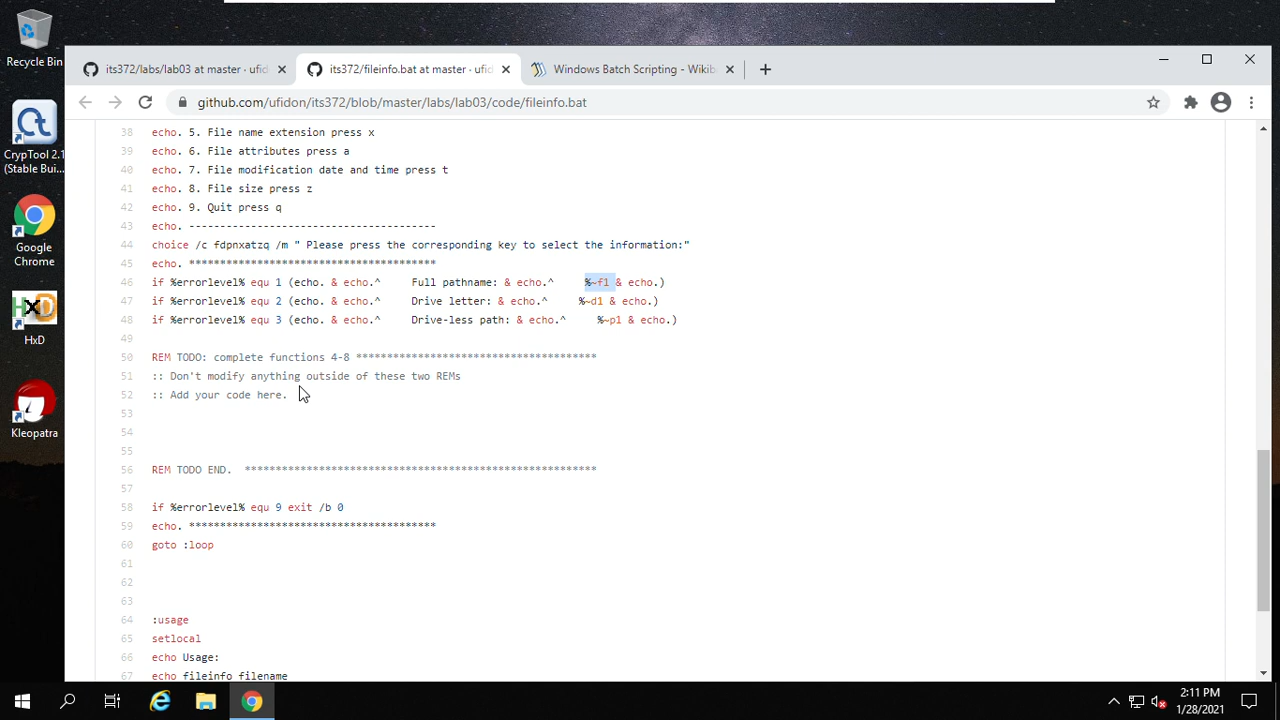 Recycle Bin
CrypTool 2.1
(Stable Bui...
Google
Chrome
HxD
Kleopatra
its372/labs/lab03 at master · ufid
its372/fileinfo.bat at master · ufid
Windows Batch Scripting - Wikib
github.com/ufidon/its372/blob/master/labs/lab03/code/fileinfo.bat
38 echo. 5. File name extension press x
39 echo. 6. File attributes press a
40 echo. 7. File modification date and time press t
41 echo. 8. File size press z
42 echo. 9. Quit press q
43 echo. ----------------------------------------
44 choice /c fdpnxatzq /m " Please press the corresponding key to select the information:"
45 echo. ****************************************
46 if %errorlevel% equ 1 (echo. & echo.^     Full pathname: & echo.^     %~f1 & echo.)
47 if %errorlevel% equ 2 (echo. & echo.^     Drive letter: & echo.^     %~d1 & echo.)
48 if %errorlevel% equ 3 (echo. & echo.^     Drive-less path: & echo.^     %~p1 & echo.)
49
50 REM TODO: complete functions 4-8 ***************************************
51 :: Don't modify anything outside of these two REMs
52 :: Add your code here.
53
54
55
56 REM TODO END.  *********************************************************
57
58 if %errorlevel% equ 9 exit /b 0
59 echo. ****************************************
60 goto :loop
61
62
63
64 :usage
65 setlocal
66 echo Usage:
67 echo fileinfo filename
2:11 PM
1/28/2021